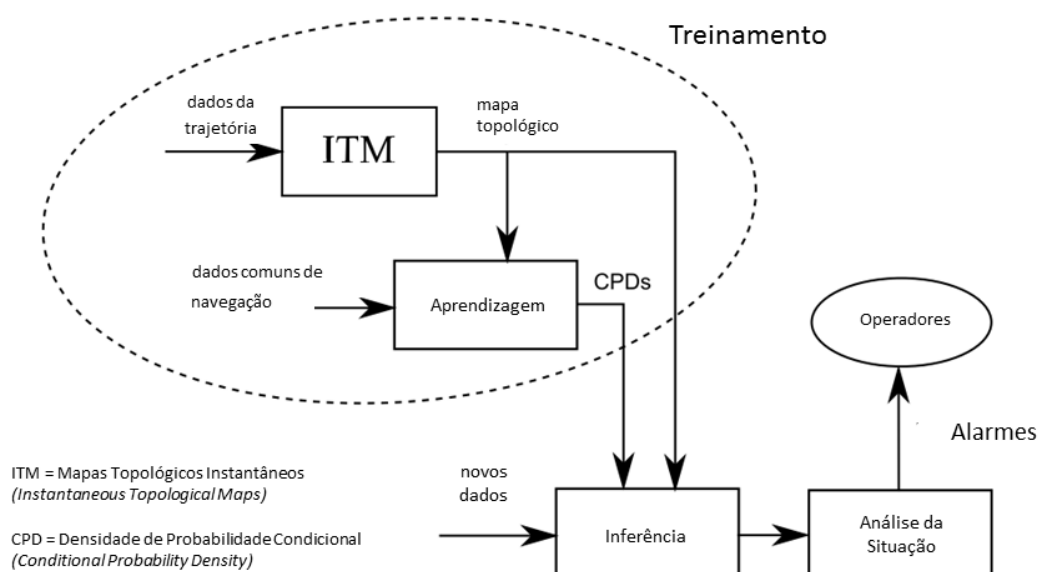 Treinamento
dados da
trajetória
ITM
mapa
topológico
dados comuns de
navegação
Aprendizagem
CPDs
Operadores
Alarmes
ITM = Mapas Topológicos Instantâneos
(Instantaneous Topological Maps)
CPD = Densidade de Probabilidade Condicional
(Conditional Probability Density)
novos
dados
Inferência
Análise da
Situação